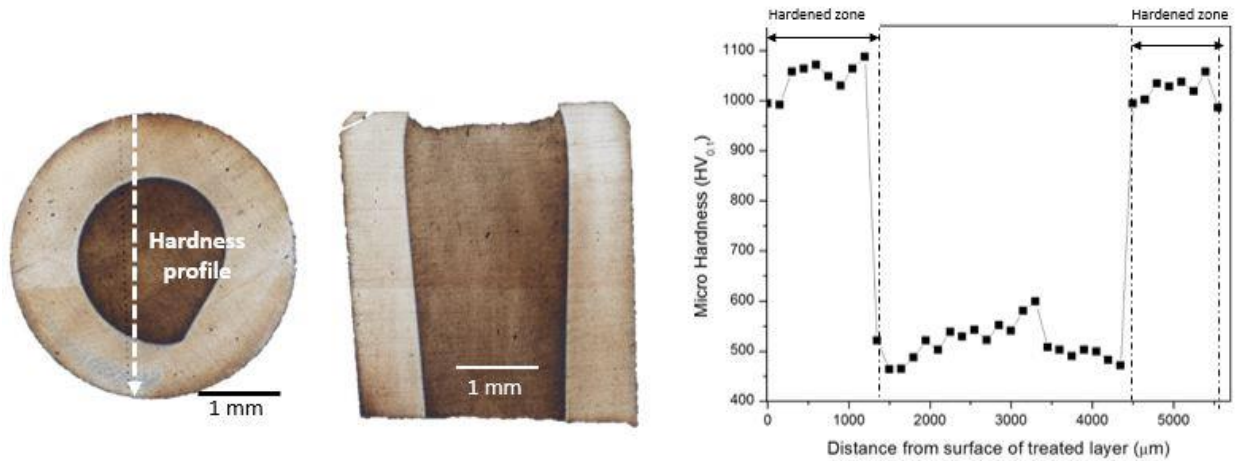 Hardness
profile
1 mm
1 mm
Hardened zone
Hardened zone
Micro Hardness (HV0.1)
1100
1000
900
800
700
600
500
400
0
1000
2000
3000
4000
5000
Distance from surface of treated layer (μm)